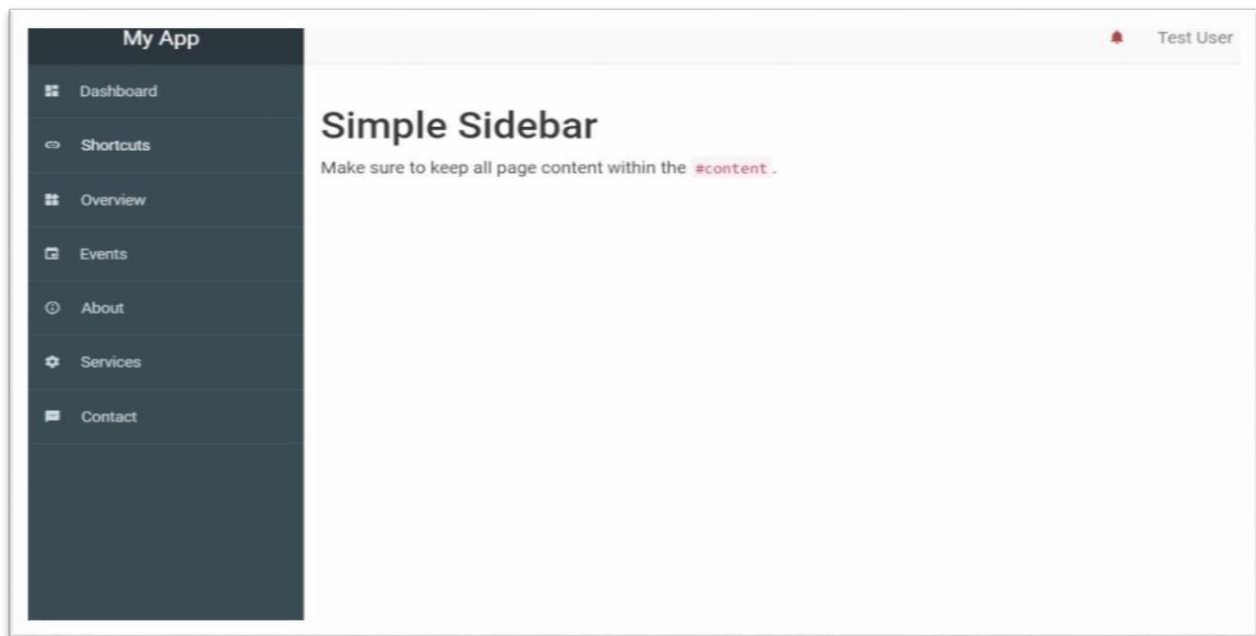 My App
Test User
Dashboard
Shortcuts
Overview
Events
About
Services
Contact
Simple Sidebar
Make sure to keep all page content within the #content.